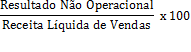 Resultado Não Operacional
Receita Líquida de Vendas
x 100